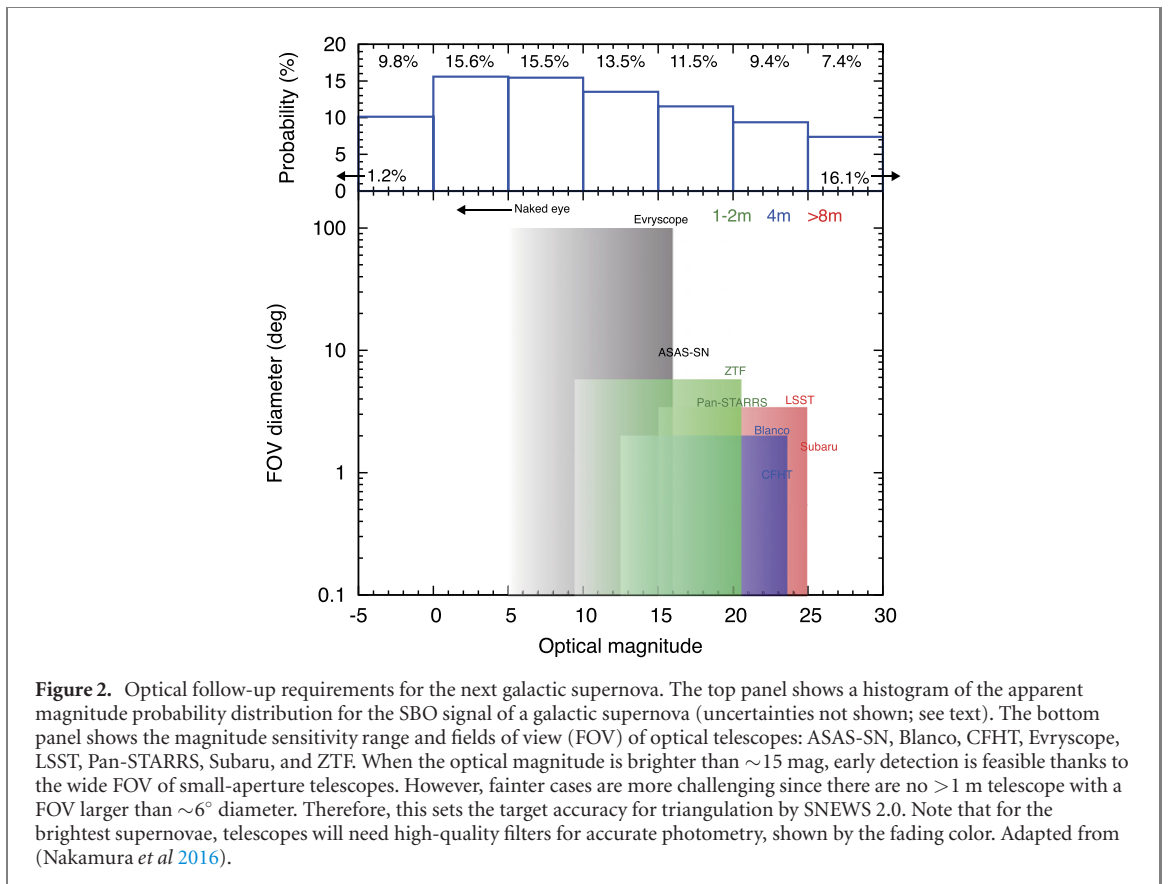 20
9.8% 15.6% 15.5% 13.5% 11.5% 9.4% 7.4%
15
10
5
1.2% 16.1%
0
Probability (%)
Naked eye
Evryscope
1-2m 4m >8m
100
ASAS-SN
10
ZTF
Pan-STARRS LSST
Blanco
Subaru
CFHT
1
0.1
FOV diameter (deg)
-5 0 5 10 15 20 25 30
Optical magnitude
Figure 2. Optical follow-up requirements for the next galactic supernova. The top panel shows a histogram of the apparent
magnitude probability distribution for the SBO signal of a galactic supernova (uncertainties not shown; see text). The bottom
panel shows the magnitude sensitivity range and fields of view (FOV) of optical telescopes: ASAS-SN, Blanco, CFHT, Evryscope,
LSST, Pan-STARRS, Subaru, and ZTF. When the optical magnitude is brighter than ∼15 mag, early detection is feasible thanks to
the wide FOV of small-aperture telescopes. However, fainter cases are more challenging since there are no >1 m telescope with a
FOV larger than ∼6° diameter. Therefore, this sets the target accuracy for triangulation by SNEWS 2.0. Note that for the
brightest supernovae, telescopes will need high-quality filters for accurate photometry, shown by the fading color. Adapted from
(Nakamura et al 2016).